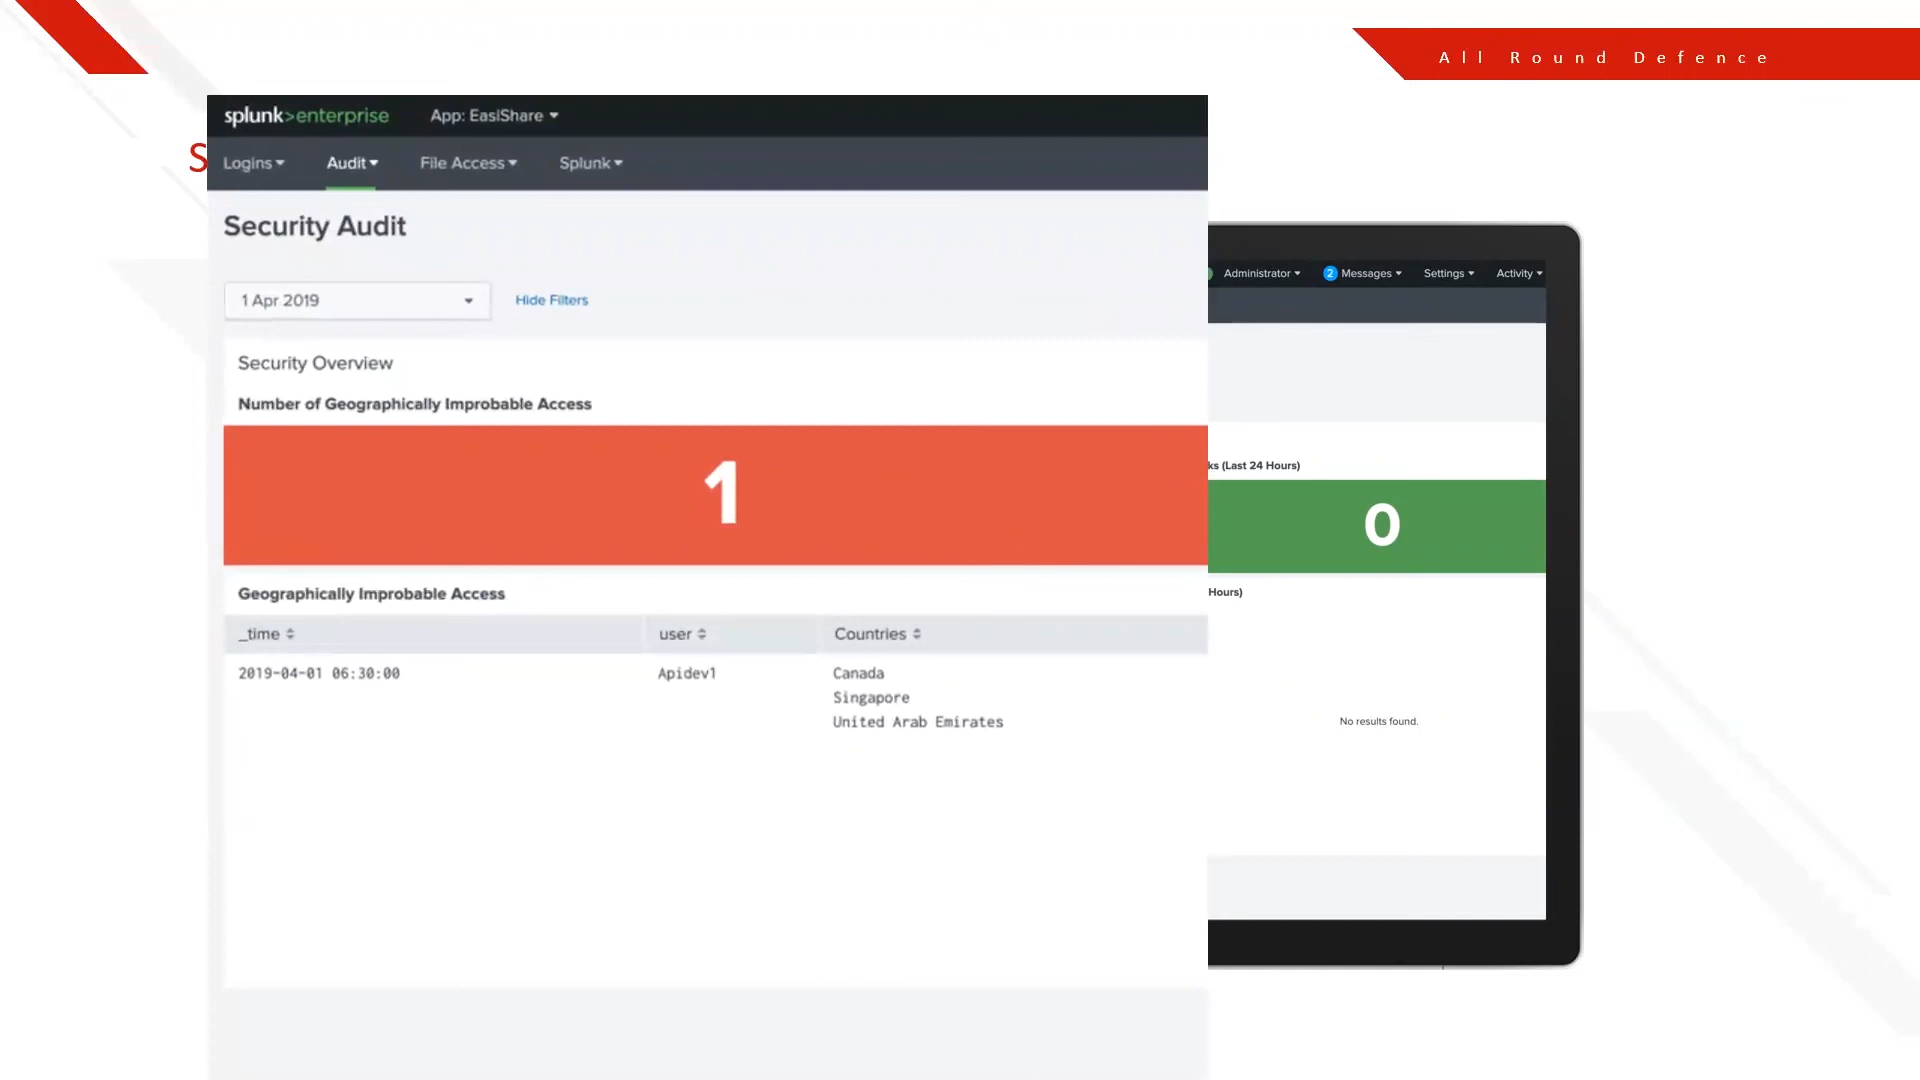 All Round Defence
S
splunk>enterprise App: EasiShare
Logins Audit File Access Splunk
Security Audit
1 Apr 2019 Hide Filters
Security Overview
Number of Geographically Improbable Access
1
Geographically Improbable Access
_time user Countries
2019-04-01 06:30:00 Apidev1 Canada
Singapore
United Arab Emirates
Administrator 2 Messages Settings Activity
ks (Last 24 Hours)
0
Hours)
No results found.